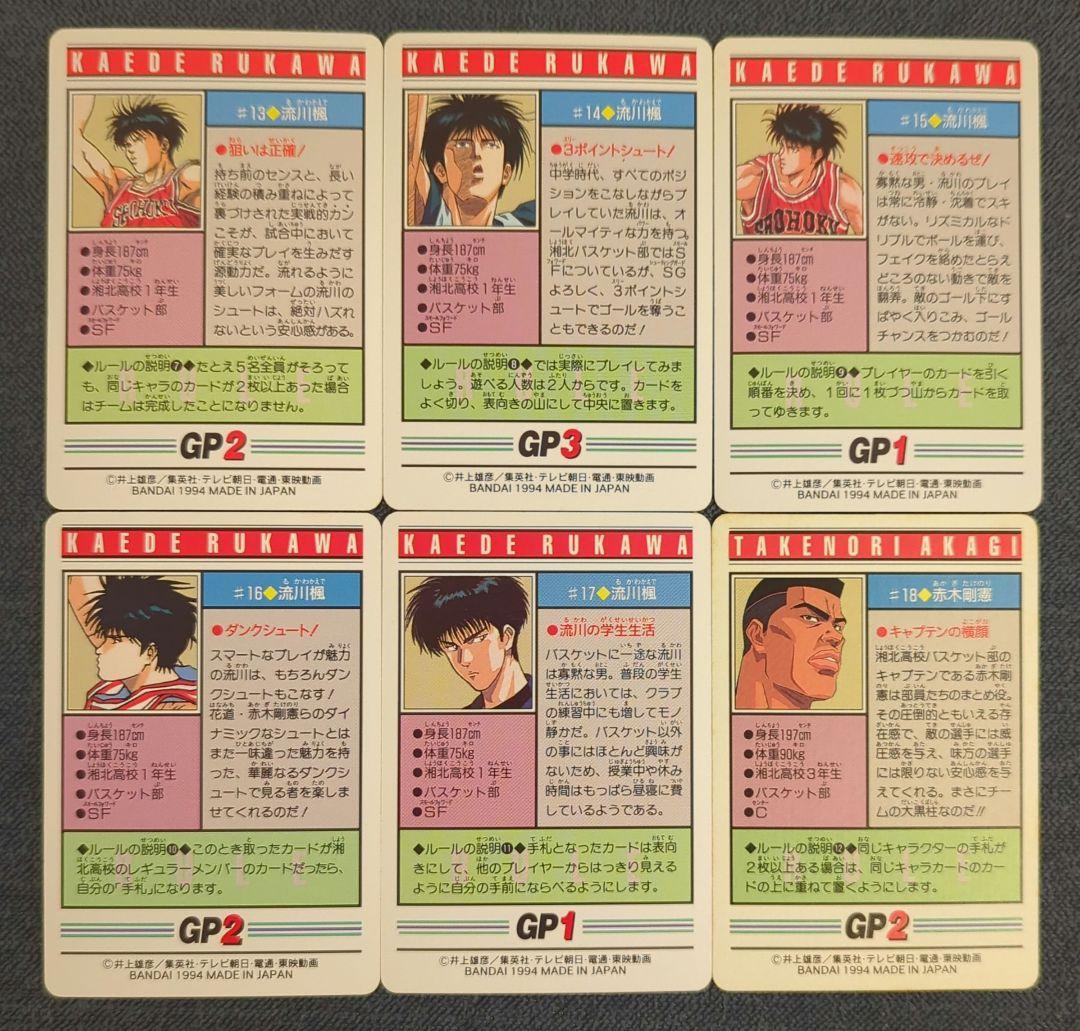 KAEDE RUKAWA
#13◆流川楓
●狙いは正確!
持ち前のセンスと、長い
経験の積み重ねによって
裏づけされた実戦的カン
こそが、試合中において
確実なプレイを生みだす
源動力だ。流れるように
美しいフォームの流川の
シュートは、絶対ハズれ
ないという安心感がある。
●身長187cm
●体重75kg
●湘北高校1年生
●バスケット部
●SF
◆ルールの説明❼◆たとえ5名全員がそろって
も、同じキャラのカードが2枚以上あった場合
はチームは完成したことになりません。
GP2
©井上雄彦/集英社・テレビ朝日・電通・東映動画
BANDAI 1994 MADE IN JAPAN
KAEDE RUKAWA
#14◆流川楓
●3ポイントシュート!
中学時代、すべてのポジ
ションをこなしながらプ
レイしていた流川は、オ
ールマイティな力を持つ。
湘北バスケット部ではS
Fについているが、SG
よろしく、3ポイントシ
ュートでゴールを奪うこ
ともできるのだ!
●身長187cm
●体重75kg
●湘北高校1年生
●バスケット部
●SF
◆ルールの説明❽◆では実際にプレイしてみま
しょう。遊べる人数は2人からです。カードを
よく切り、表向きの山にして中央に置きます。
GP3
©井上雄彦/集英社・テレビ朝日・電通・東映動画
BANDAI 1994 MADE IN JAPAN
KAEDE RUKAWA
#15◆流川楓
●速攻で決めるぜ!
寡黙な男・流川のプレイ
は常に冷静・沈着でスキ
がない。リズミカルなド
リブルでボールを運び、
フェイクを絡めたとらえ
どころのない動きで敵を
翻弄。敵のゴール下にす
ばやく入りこみ、ゴール
チャンスをつかむのだ!
●身長187cm
●体重75kg
●湘北高校1年生
●バスケット部
●SF
◆ルールの説明❾◆プレイヤーのカードを引く
順番を決め、1回に1枚づつ山からカードを取
ってゆきます。
GP1
©井上雄彦/集英社・テレビ朝日・電通・東映動画
BANDAI 1994 MADE IN JAPAN
KAEDE RUKAWA
#16◆流川楓
●ダンクシュート!
スマートなプレイが魅力
の流川は、もちろんダン
クシュートもこなす!
花道・赤木剛憲らのダイ
ナミックなシュートとは
また一味違った魅力を持
った、華麗なるダンクシ
ュートで見る者を楽しま
せてくれるのだ!
●身長187cm
●体重75kg
●湘北高校1年生
●バスケット部
●SF
◆ルールの説明❿◆このとき取ったカードが湘
北高校のレギュラーメンバーのカードだったら、
自分の「手札」になります。
GP2
©井上雄彦/集英社・テレビ朝日・電通・東映動画
BANDAI 1994 MADE IN JAPAN
KAEDE RUKAWA
#17◆流川楓
●流川の学生生活
バスケットに一途な流川
は寡黙な男。普段の学生
生活においては、クラブ
の練習中にも増してモノ
静かだ。バスケット以外
の事にはほとんど興味が
ないため、授業中や休み
時間はもっぱら昼寝に費
しているようである。
●身長187cm
●体重75kg
●湘北高校1年生
●バスケット部
●SF
◆ルールの説明⓫◆手札となったカードは表向
きにして、他のプレイヤーからはっきり見える
ように自分の手前にならべるようにします。
GP1
©井上雄彦/集英社・テレビ朝日・電通・東映動画
BANDAI 1994 MADE IN JAPAN
TAKENORI AKAGI
#18◆赤木剛憲
●キャプテンの横顔
湘北高校バスケット部の
キャプテンである赤木剛
憲は部員たちのまとめ役。
その圧倒的ともいえる存
在感で、敵の選手には威
圧感を与え、味方の選手
には限りない安心感を与
えてくれる。まさにチー
ムの大黒柱なのだ!!
●身長197cm
●体重90kg
●湘北高校3年生
●バスケット部
●C
◆ルールの説明⓬◆同じキャラクターの手札が
2枚以上ある場合は、同じキャラカードのカー
ドの上に重ねて置くようにします。
GP2
©井上雄彦/集英社・テレビ朝日・電通・東映動画
BANDAI 1994 MADE IN JAPAN